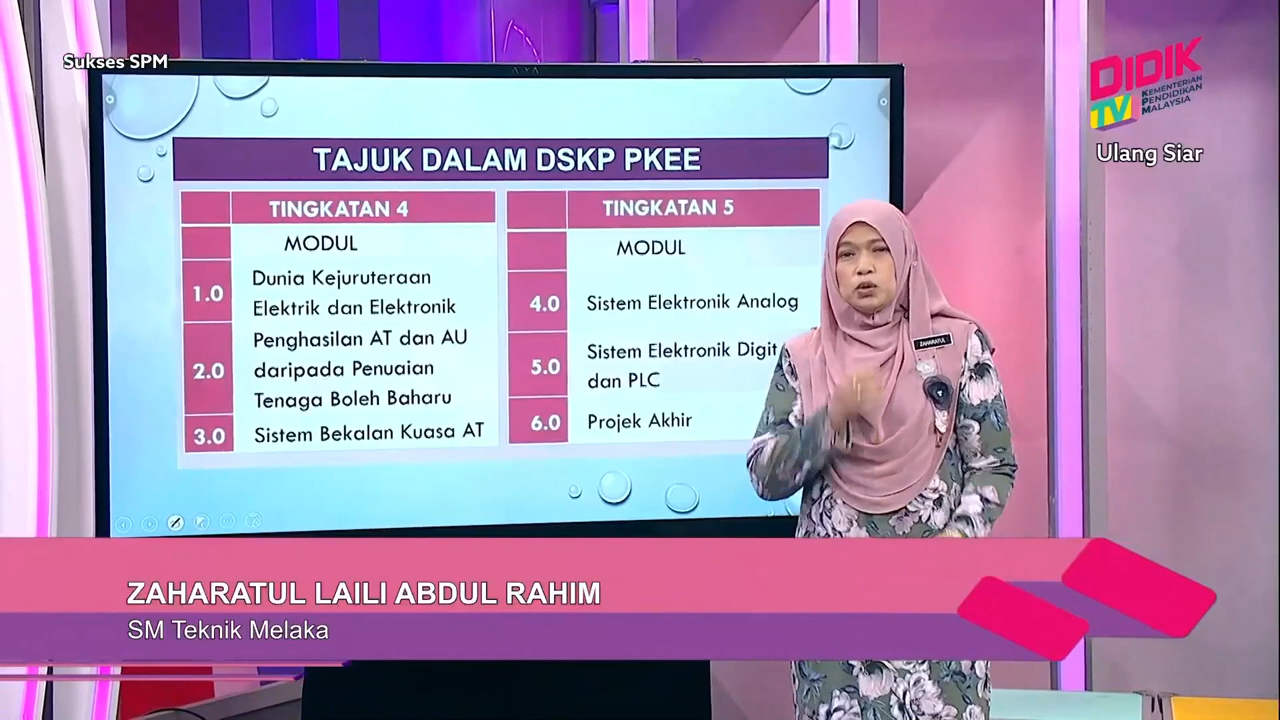 Sukses SPM
DIDIK
TV
KEMENTERIAN
PENDIDIKAN
MALAYSIA
Ulang Siar
TAJUK DALAM DSKP PKEE
TINGKATAN 4
MODUL
1.0 Dunia Kejuruteraan
Elektrik dan Elektronik
2.0 Penghasilan AT dan AU
daripada Penuaian
Tenaga Boleh Baharu
3.0 Sistem Bekalan Kuasa AT
TINGKATAN 5
MODUL
4.0 Sistem Elektronik Analog
5.0 Sistem Elektronik Digit
dan PLC
6.0 Projek Akhir
ZAHARATUL
ZAHARATUL LAILI ABDUL RAHIM
SM Teknik Melaka